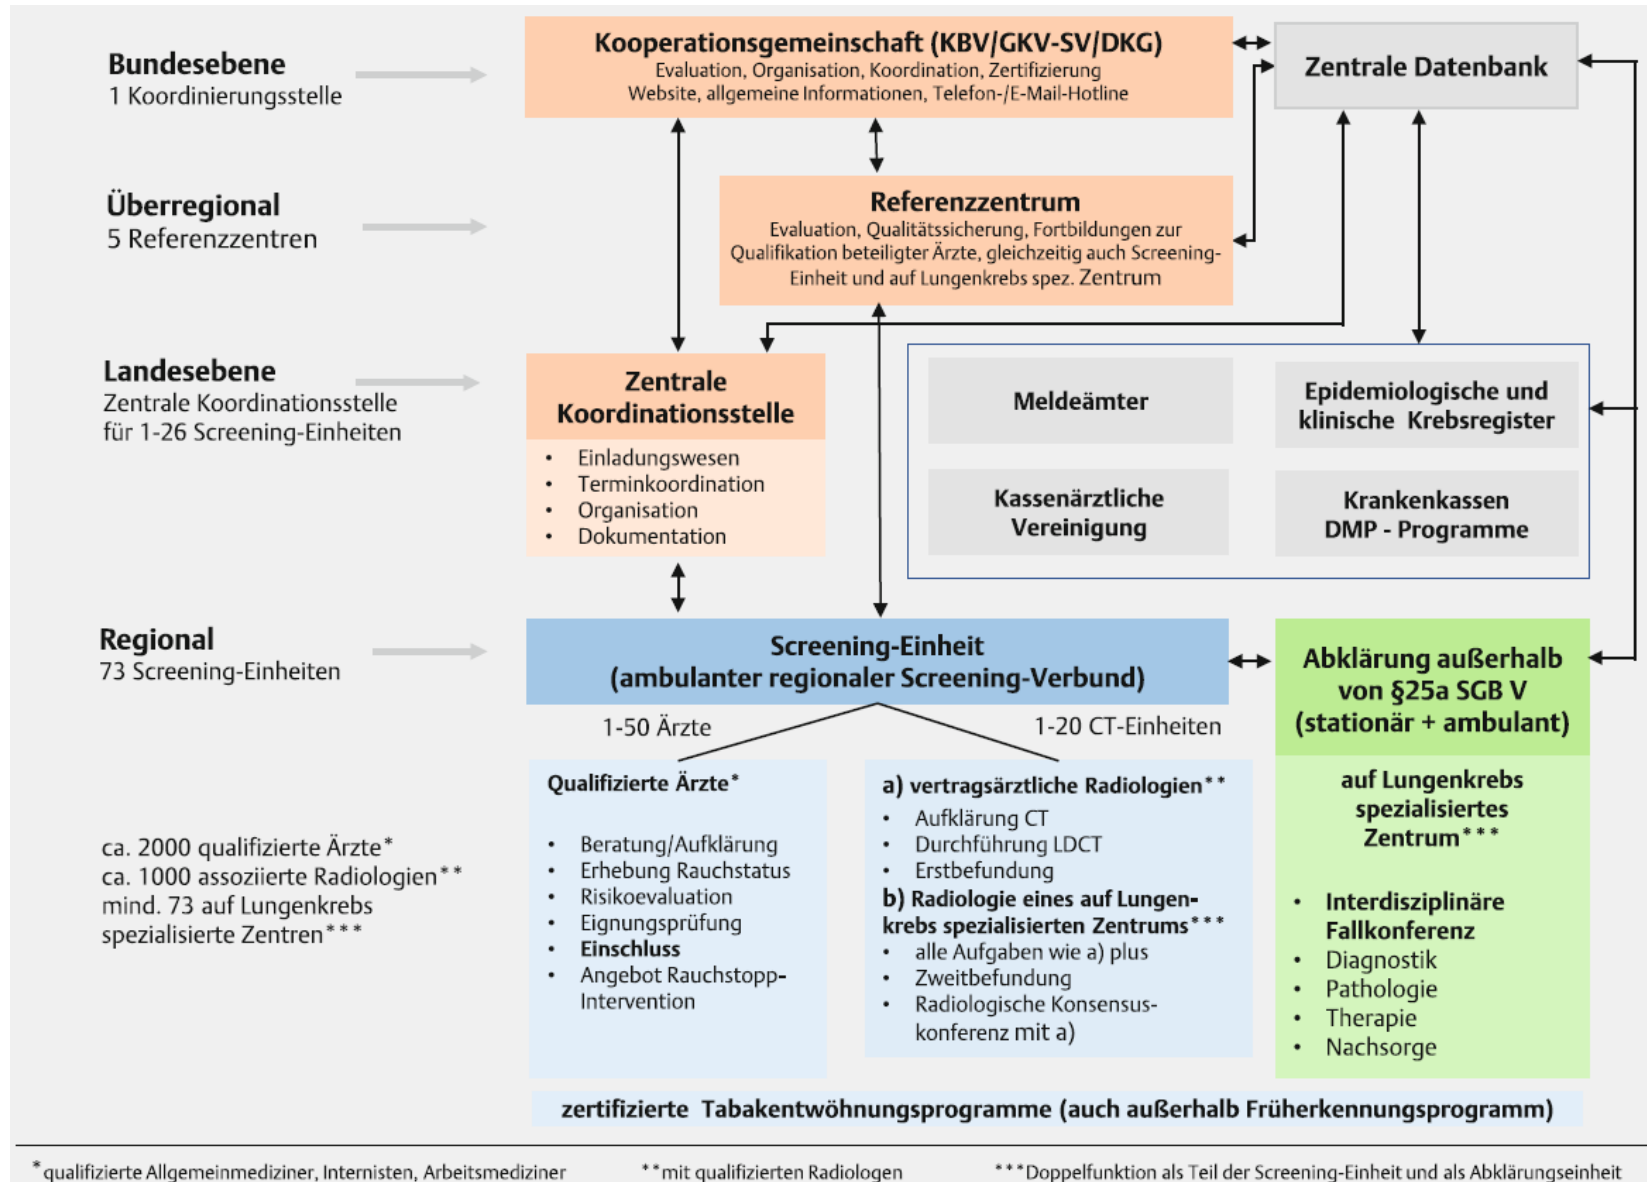 Bundesebene
1 Koordinierungsstelle
Kooperationsgemeinschaft (KBV/GKV-SV/DKG)
Evaluation, Organisation, Koordination, Zertifizierung
Website, allgemeine Informationen, Telefon-/E-Mail-Hotline
Zentrale Datenbank
Überregional
5 Referenzzentren
Referenzzentrum
Evaluation, Qualitätssicherung, Fortbildungen zur
Qualifikation beteiligter Ärzte, gleichzeitig auch Screening-
Einheit und auf Lungenkrebs spez. Zentrum
Landesebene
Zentrale Koordinationsstelle
für 1-26 Screening-Einheiten
Zentrale
Koordinationsstelle
• Einladungswesen
• Terminkoordination
• Organisation
• Dokumentation
Meldeämter
Epidemiologische und
klinische Krebsregister
Kassenärztliche
Vereinigung
Krankenkassen
DMP - Programme
Regional
73 Screening-Einheiten
Screening-Einheit
(ambulanter regionaler Screening-Verbund)
1-50 Ärzte
1-20 CT-Einheiten
Abklärung außerhalb
von §25a SGB V
(stationär + ambulant)
ca. 2000 qualifizierte Ärzte*
ca. 1000 assoziierte Radiologien**
mind. 73 auf Lungenkrebs
spezialisierte Zentren***
Qualifizierte Ärzte*
• Beratung/Aufklärung
• Erhebung Rauchstatus
• Risikoevaluation
• Eignungsprüfung
• Einschluss
• Angebot Rauchstopp-
Intervention
a) vertragsärztliche Radiologien**
• Aufklärung CT
• Durchführung LDCT
• Erstbefundung
b) Radiologie eines auf Lungen-
krebs spezialisierten Zentrums***
• alle Aufgaben wie a) plus
• Zweitbefundung
• Radiologische Konsensus-
konferenz mit a)
auf Lungenkrebs
spezialisiertes
Zentrum***
• Interdisziplinäre
Fallkonferenz
• Diagnostik
• Pathologie
• Therapie
• Nachsorge
zertifizierte Tabakentwöhnungsprogramme (auch außerhalb Früherkennungsprogramm)
*qualifizierte Allgemeinmediziner, Internisten, Arbeitsmediziner
**mit qualifizierten Radiologen
***Doppelfunktion als Teil der Screening-Einheit und als Abklärungseinheit